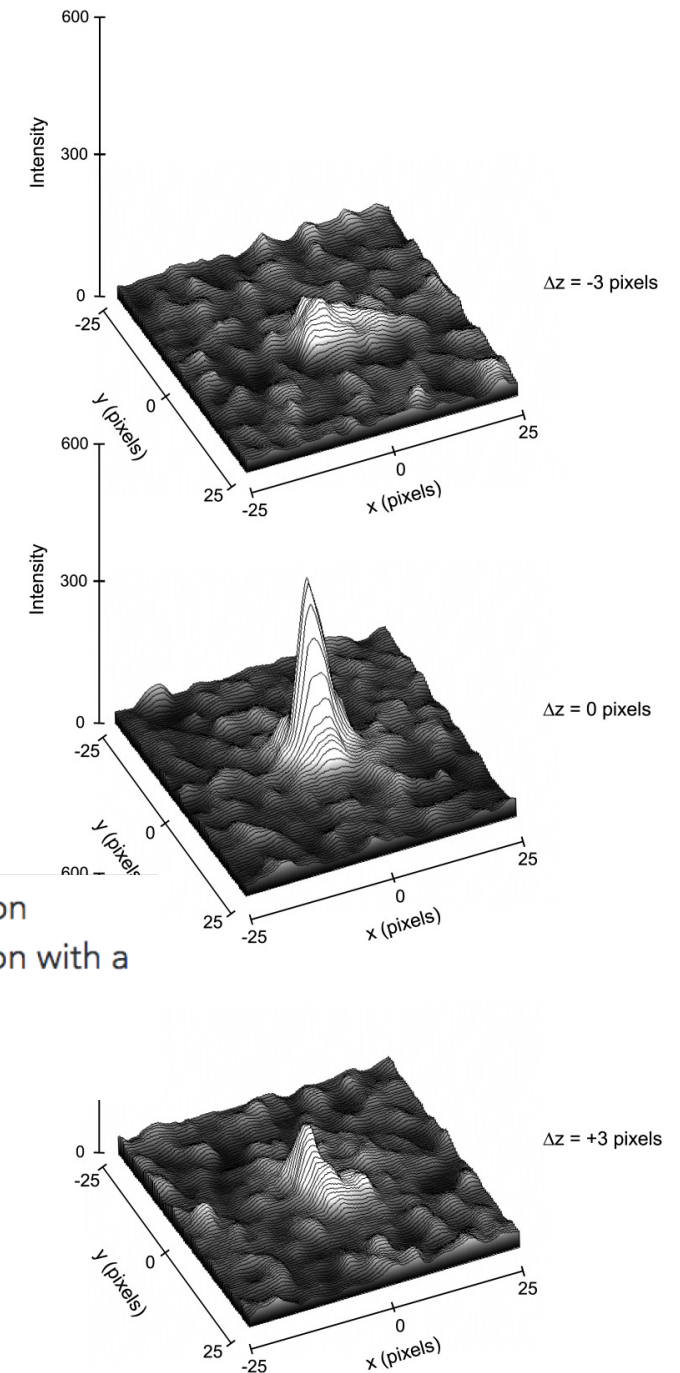 600
Intensity
300
0
Δz = -3 pixels
-25
y (pixels)
0
25
-25
0
25
x (pixels)
600
Intensity
300
0
Δz = 0 pixels
-25
0
25
-25
0
25
x (pixels)
on
on with a
0
Δz = +3 pixels
-25
y (pixels)
0
25
-25
0
25
x (pixels)